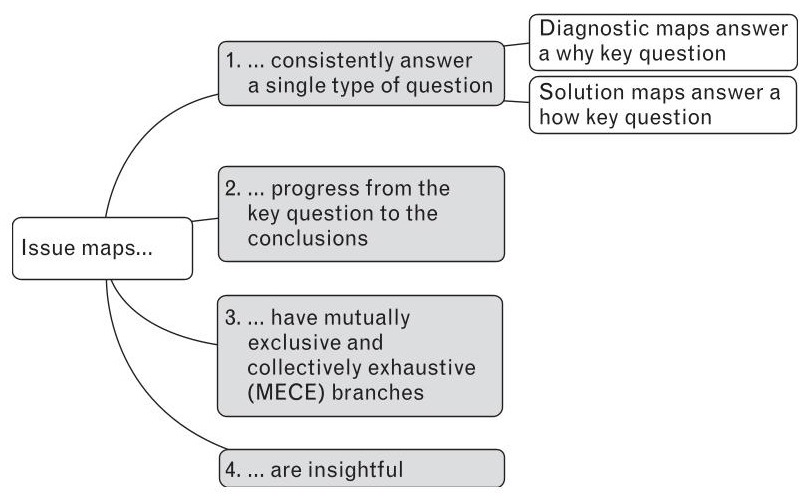 Issue maps...
1. ... consistently answer
a single type of question
Diagnostic maps answer
a why key question
Solution maps answer a
how key question
2. ... progress from the
key question to the
conclusions
3. ... have mutually
exclusive and
collectively exhaustive
(MECE) branches
4. ... are insightful